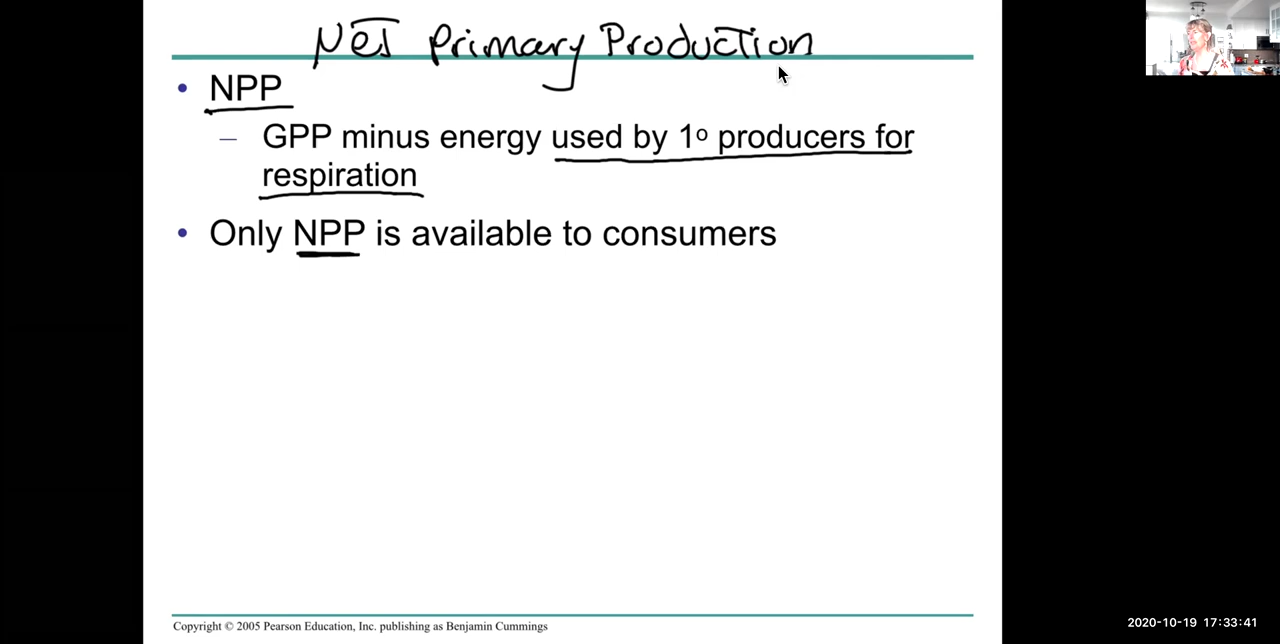 Net Primary Production
• NPP
– GPP minus energy used by 1º producers for
respiration
• Only NPP is available to consumers
Copyright © 2005 Pearson Education, Inc. publishing as Benjamin Cummings
2020-10-19 17:33:41